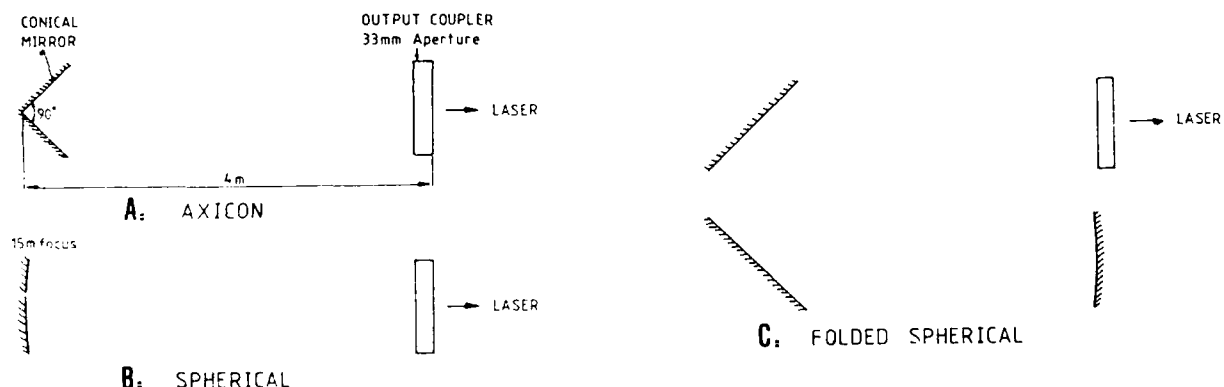 CONICAL
MIRROR
90°
OUTPUT COUPLER
33mm Aperture
LASER
4m
A: AXICON
15m focus
LASER
B: SPHERICAL
LASER
C: FOLDED SPHERICAL